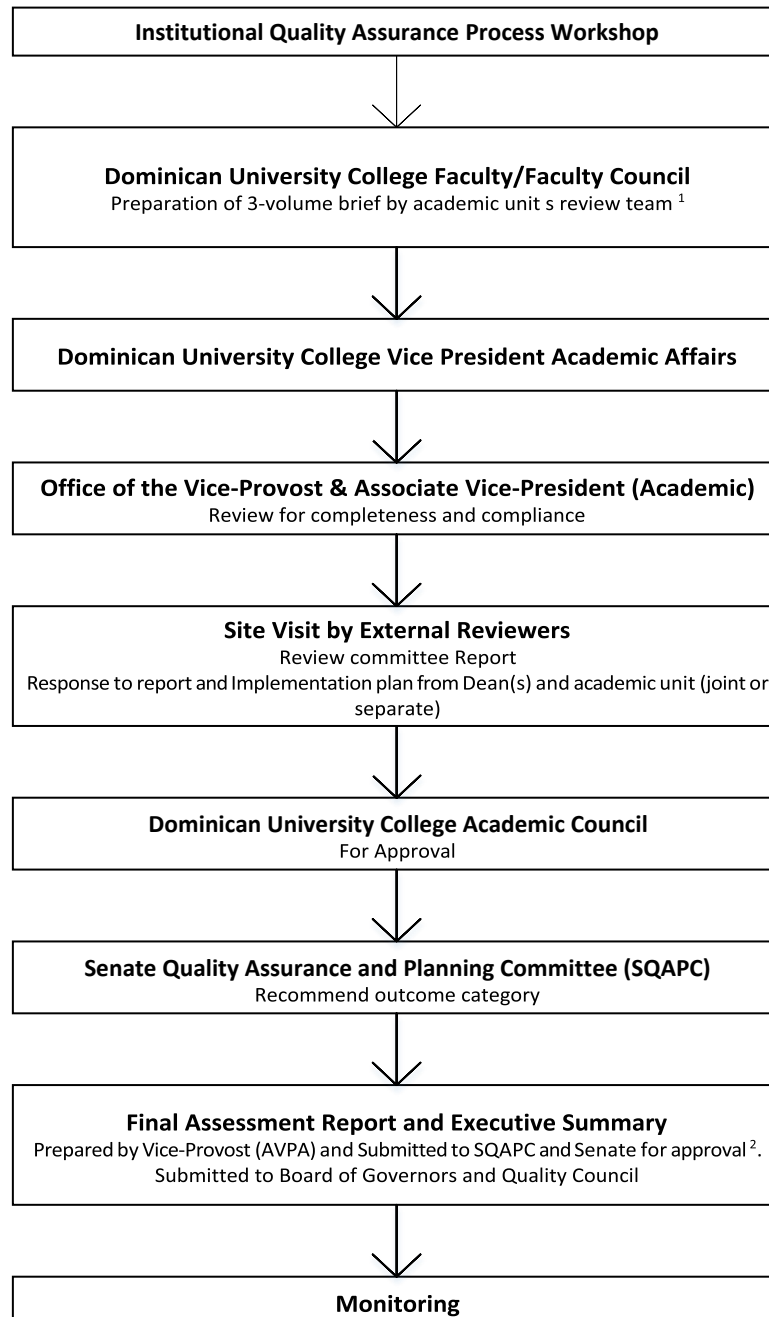 Institutional Quality Assurance Process Workshop
Dominican University College Faculty/Faculty Council
Preparation of 3-volume brief by academic unit s review team 1
Dominican University College Vice President Academic Affairs
Office of the Vice-Provost & Associate Vice-President (Academic)
Review for completeness and compliance
Site Visit by External Reviewers
Review committee Report
Response to report and Implementation plan from Dean(s) and academic unit (joint or
separate)
Dominican University College Academic Council
For Approval
Senate Quality Assurance and Planning Committee (SQAPC)
Recommend outcome category
Final Assessment Report and Executive Summary
Prepared by Vice-Provost (AVPA) and Submitted to SQAPC and Senate for approval 2.
Submitted to Board of Governors and Quality Council
Monitoring